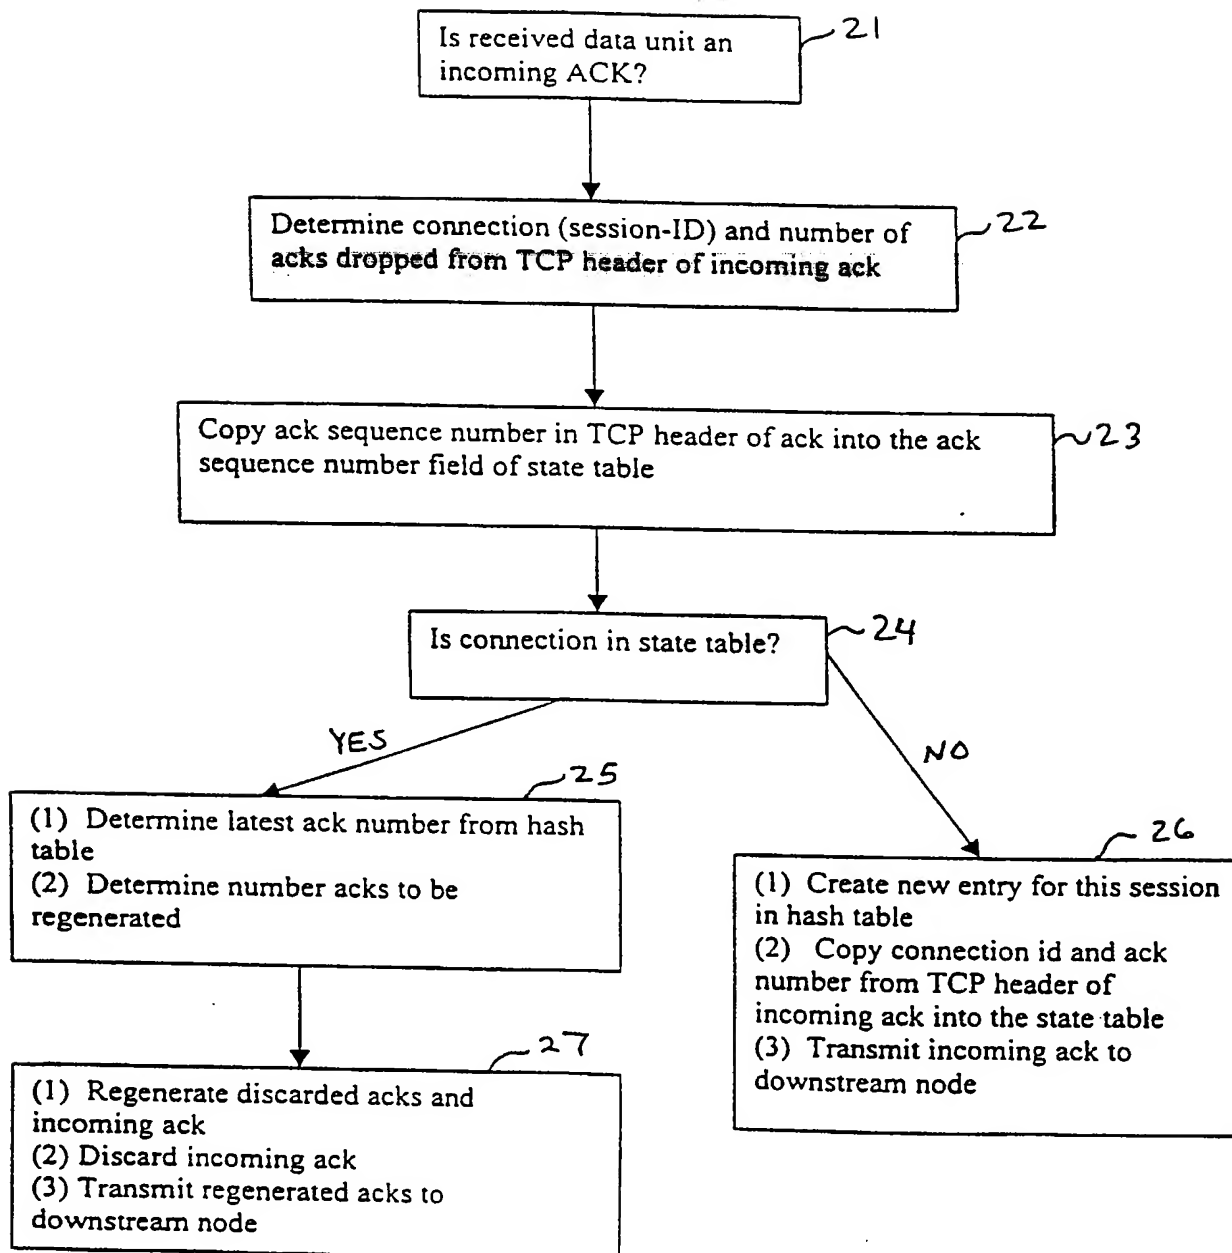 Is received data unit an
incoming ACK?
21
Determine connection (session-ID) and number of
acks dropped from TCP header of incoming ack
22
Copy ack sequence number in TCP header of ack into the ack
sequence number field of state table
23
Is connection in state table?
24
YES
NO
25
(1) Determine latest ack number from hash
table
(2) Determine number acks to be
regenerated
26
(1) Create new entry for this session
in hash table
(2) Copy connection id and ack
number from TCP header of
incoming ack into the state table
(3) Transmit incoming ack to
downstream node
27
(1) Regenerate discarded acks and
incoming ack
(2) Discard incoming ack
(3) Transmit regenerated acks to
downstream node